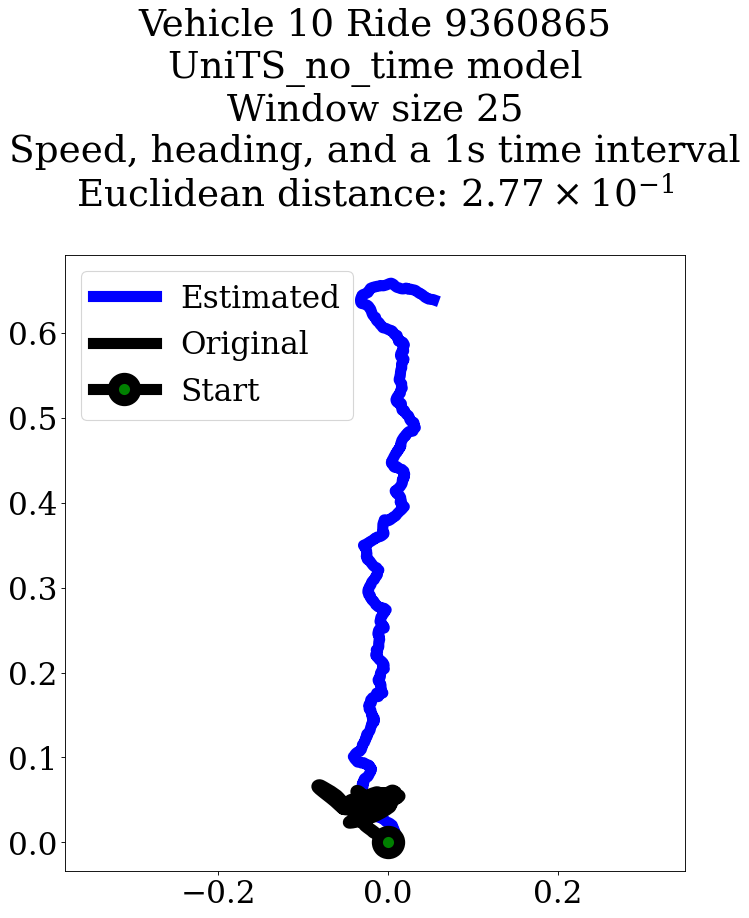 Vehicle 10 Ride 9360865
UniTS_no_time model
Window size 25
Speed, heading, and a 1s time interval
Euclidean distance: 2.77 × 10⁻¹
Estimated
Original
Start
0.6
0.5
0.4
0.3
0.2
0.1
0.0
−0.2 0.0 0.2